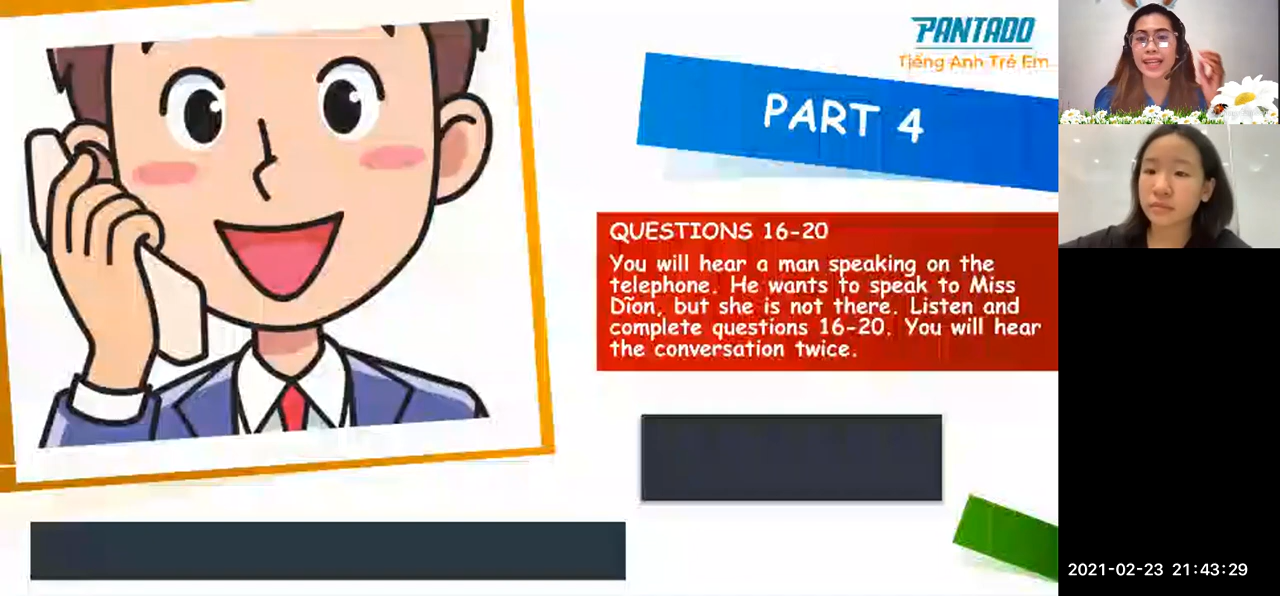 PANTADO
Tiếng Anh Trẻ Em
PART 4
QUESTIONS 16-20
You will hear a man speaking on the
telephone. He wants to speak to Miss
Dion, but she is not there. Listen and
complete questions 16-20. You will hear
the conversation twice.
2021-02-23 21:43:29